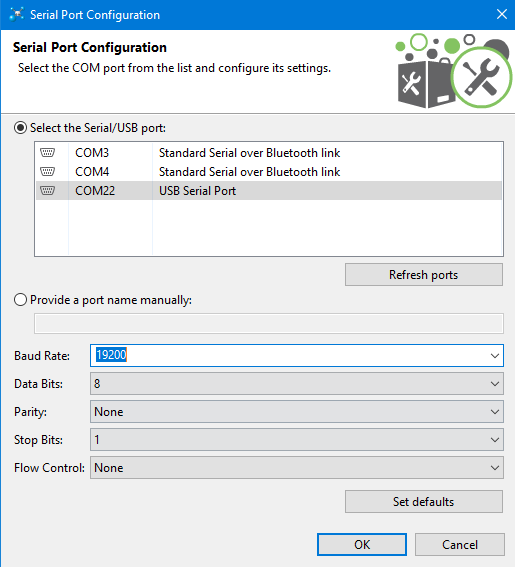 Serial Port Configuration
Serial Port Configuration
Select the COM port from the list and configure its settings.
Select the Serial/USB port:
COM3 Standard Serial over Bluetooth link
COM4 Standard Serial over Bluetooth link
COM22 USB Serial Port
Refresh ports
Provide a port name manually:
Baud Rate: 19200
Data Bits: 8
Parity: None
Stop Bits: 1
Flow Control: None
Set defaults
OK Cancel